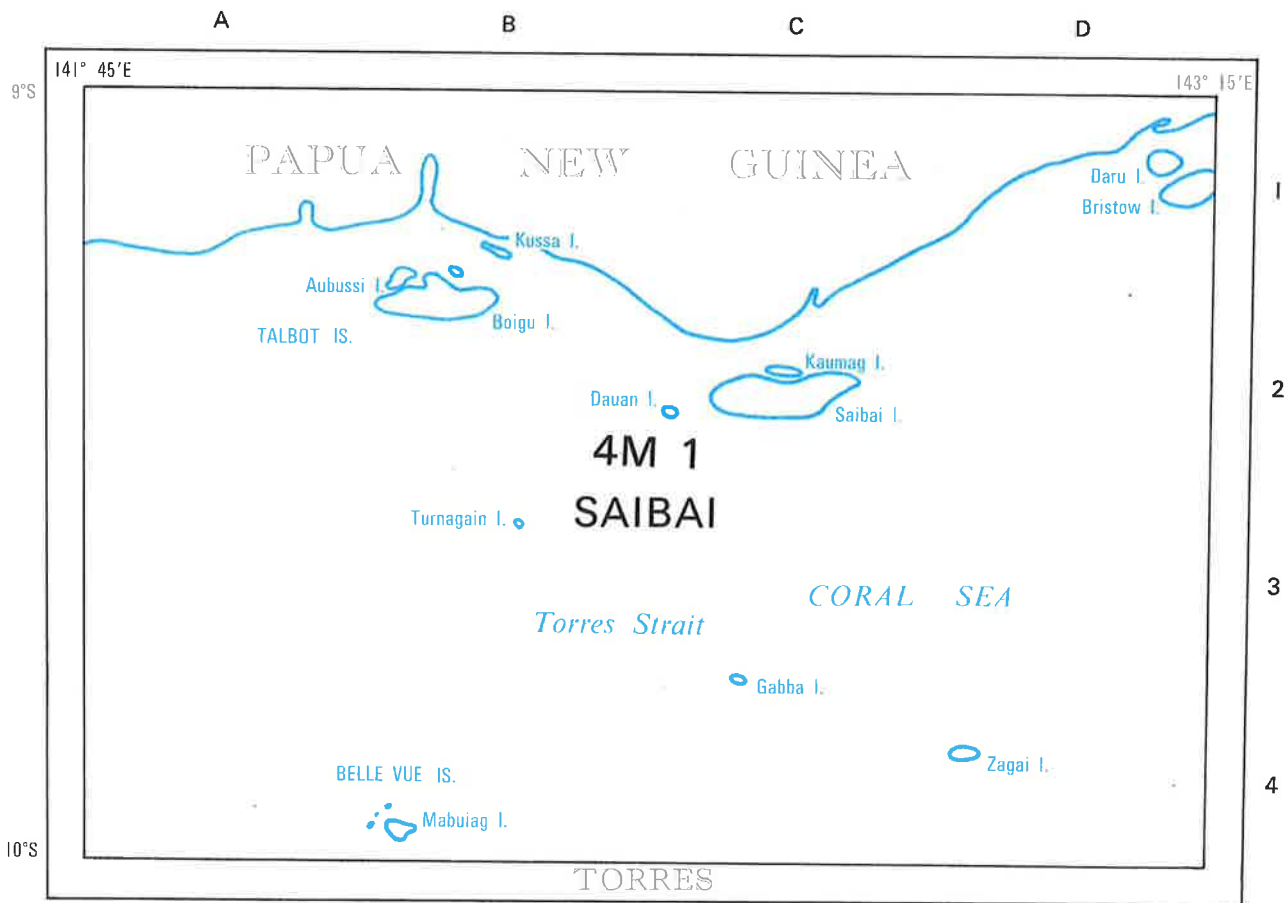 A B C D
141° 45'E 143° 15'E
9°S
PAPUA NEW GUINEA
Daru I.
Bristow I.
1
Kussa I.
Aubussi I.
Boigu I.
TALBOT IS.
Kaumag I.
2
Dauan I.
Saibai I.
4M 1
SAIBAI
Turnagain I.
3
CORAL SEA
Torres Strait
Gabba I.
Zagai I.
BELLE VUE IS.
4
Mabuiag I.
10°S
TORRES